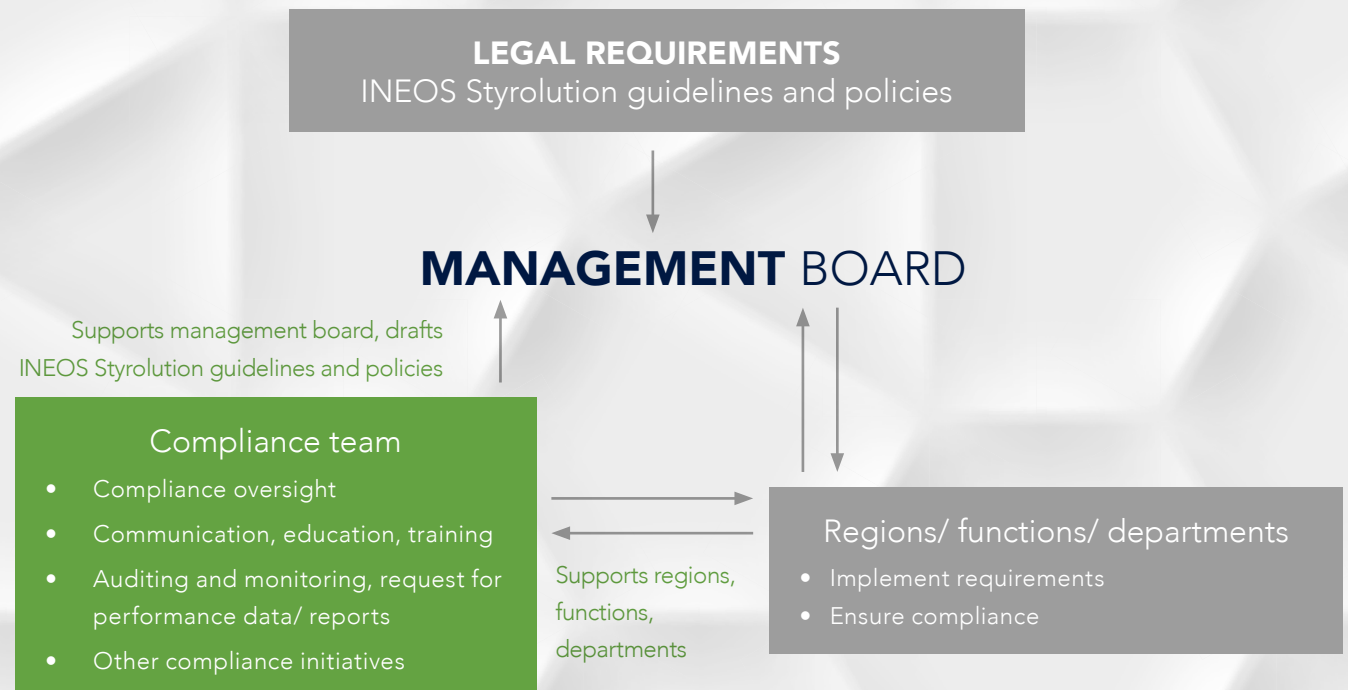 LEGAL REQUIREMENTS
INEOS Styrolution guidelines and policies
MANAGEMENT BOARD
Supports management board, drafts
INEOS Styrolution guidelines and policies
Compliance team
• Compliance oversight
• Communication, education, training
• Auditing and monitoring, request for
performance data/ reports
• Other compliance initiatives
Supports regions,
functions,
departments
Regions/ functions/ departments
• Implement requirements
• Ensure compliance